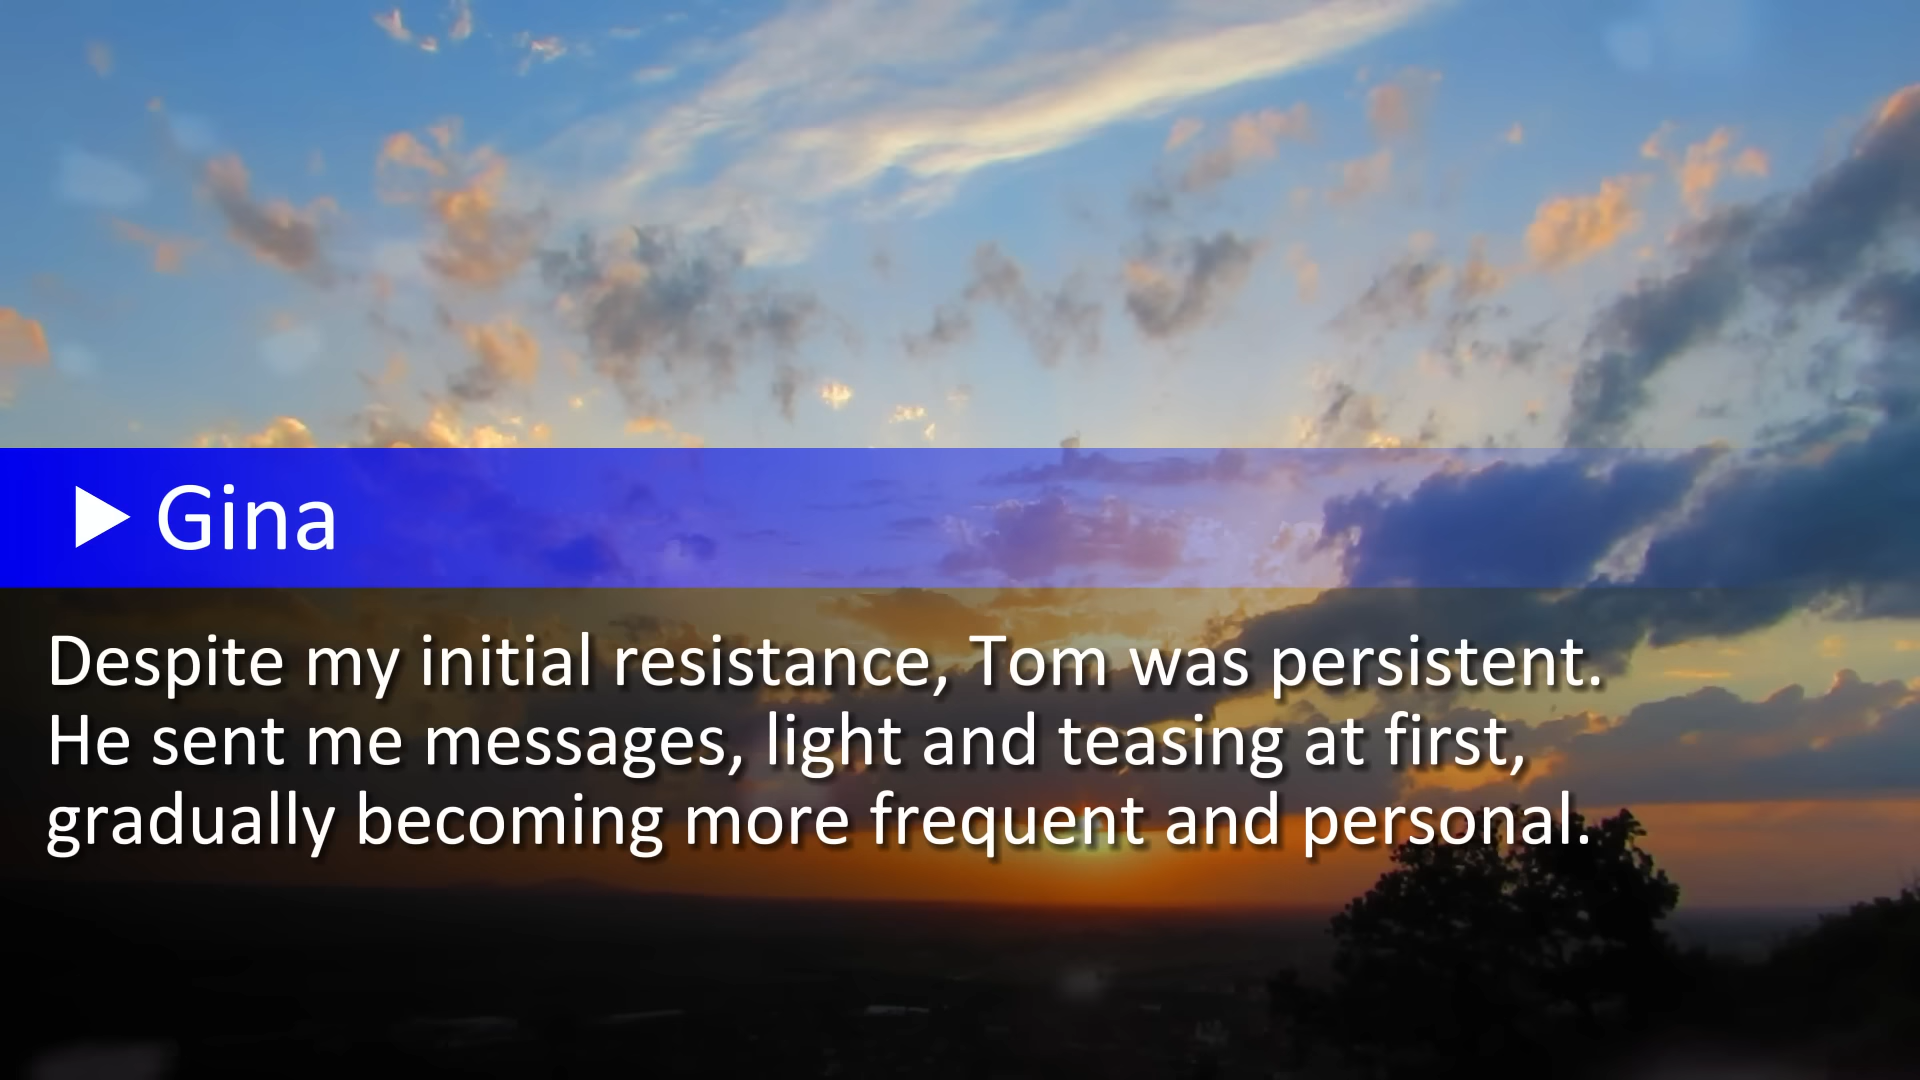 Gina
Despite my initial resistance, Tom was persistent.
He sent me messages, light and teasing at first,
gradually becoming more frequent and personal.